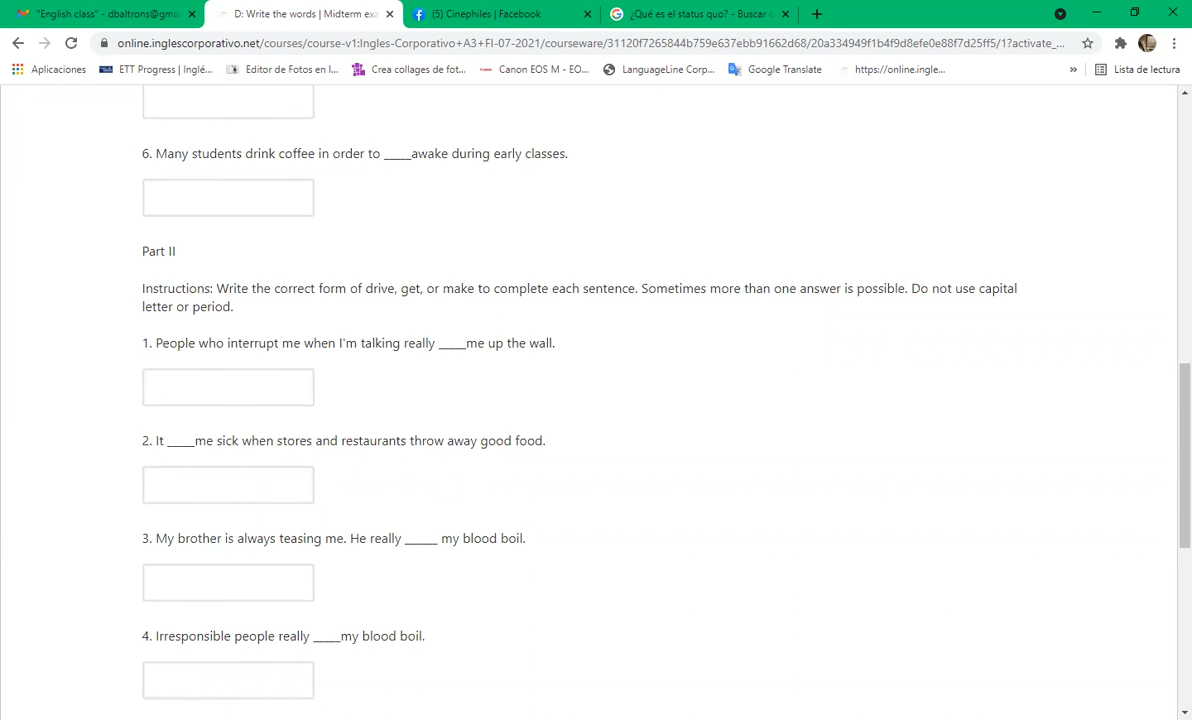 "English class" - dbaltrons@gma
D: Write the words | Midterm exa
(5) Cinephiles | Facebook
¿Qué es el status quo? - Buscar
online.inglescorporativo.net/courses/course-v1:Ingles-Corporativo+A3+FI-07-2021/courseware/31120f7265844b759e637ebb91662d68/20a334949f1b4f9d8efe0e88f7d25ff5/1?activate_...
Aplicaciones
ETT Progress | Inglé...
Editor de Fotos en l...
Crea collages de fot...
Canon EOS M - EO...
LanguageLine Corp...
Google Translate
https://online.ingle...
»
Lista de lectura
6. Many students drink coffee in order to _____awake during early classes.
Part II
Instructions: Write the correct form of drive, get, or make to complete each sentence. Sometimes more than one answer is possible. Do not use capital
letter or period.
1. People who interrupt me when I'm talking really _____me up the wall.
2. It _____me sick when stores and restaurants throw away good food.
3. My brother is always teasing me. He really ______ my blood boil.
4. Irresponsible people really _____my blood boil.